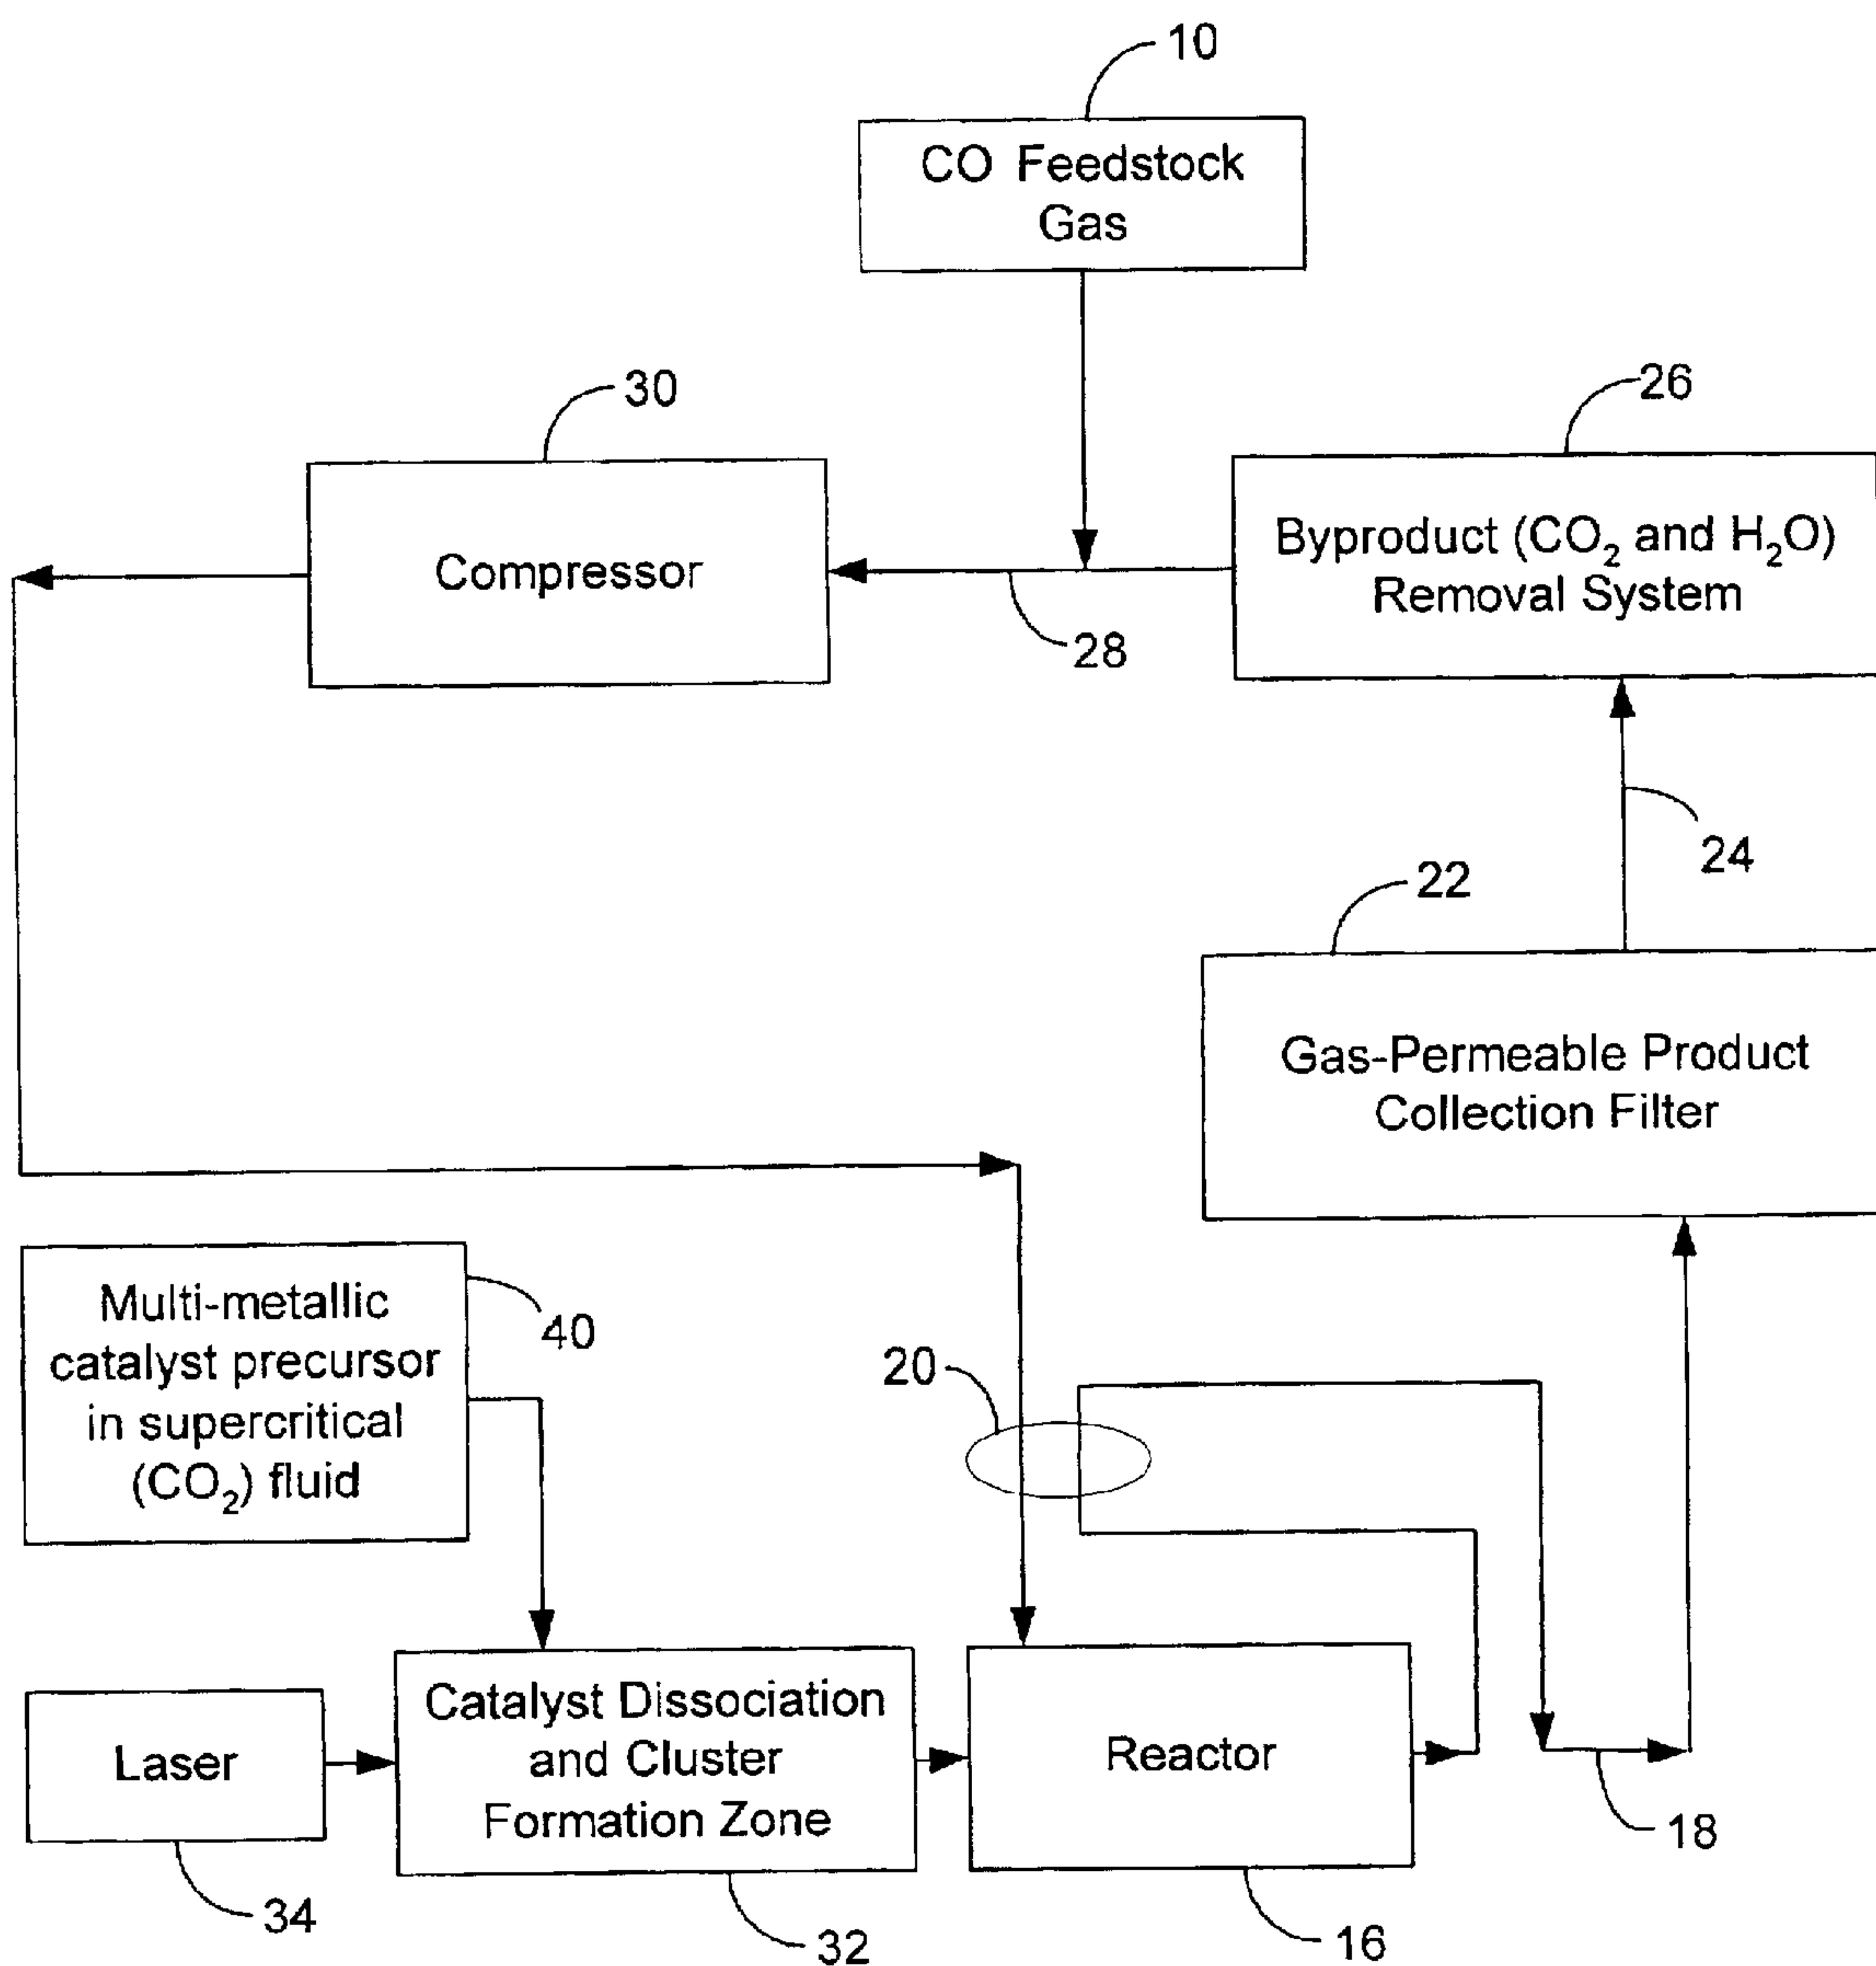 10
CO Feedstock
Gas
30
26
Compressor
Byproduct (CO₂ and H₂O)
Removal System
28
24
22
Gas-Permeable Product
Collection Filter
Multi-metallic
catalyst precursor
in supercritical
(CO₂) fluid
40
20
Laser
Catalyst Dissociation
and Cluster
Formation Zone
Reactor
18
34
32
16